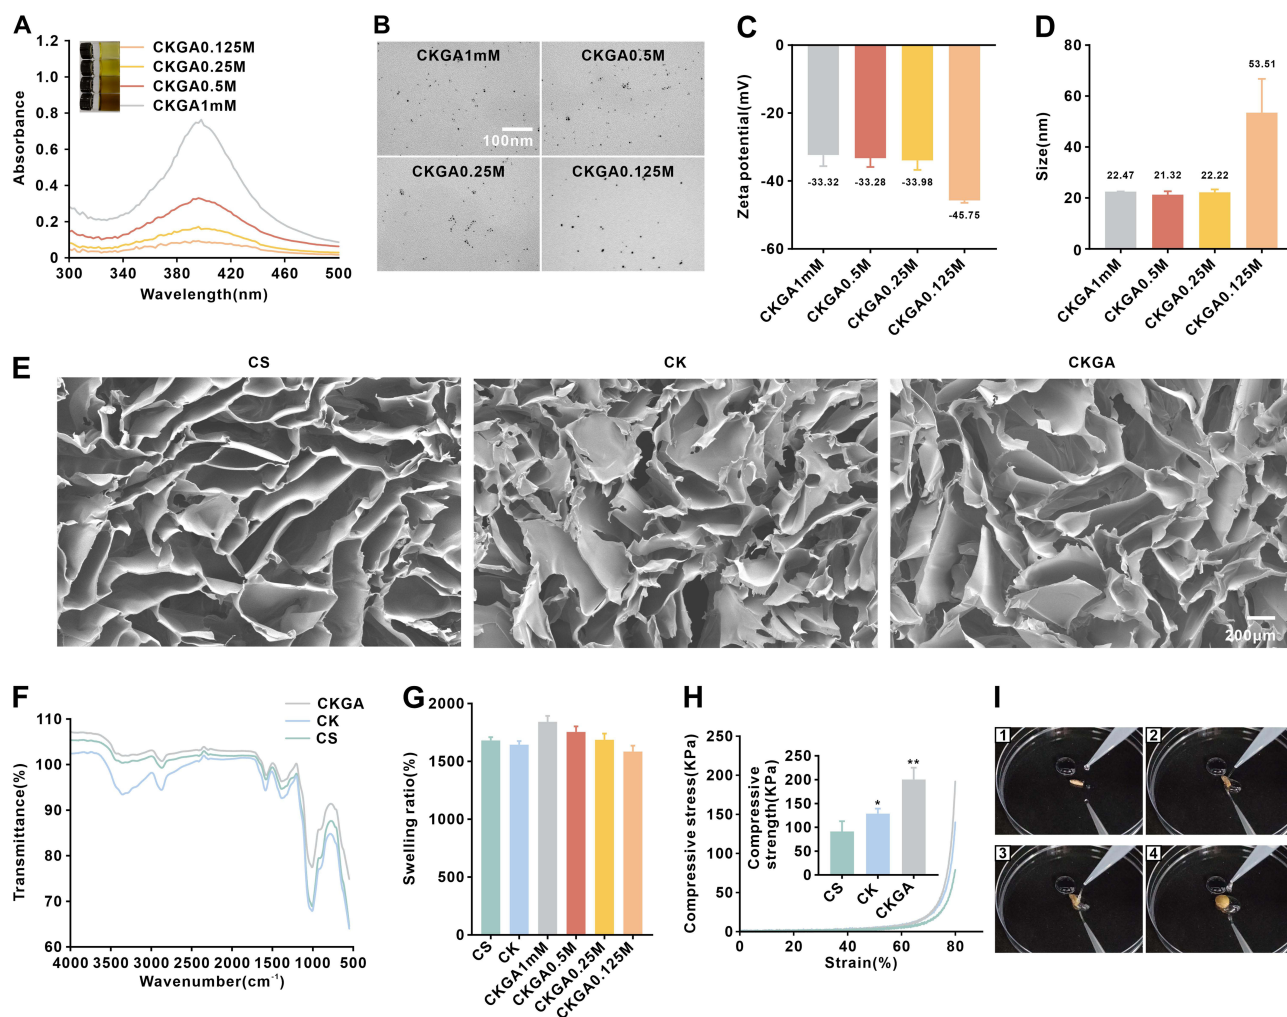 A
1.2
1.0
0.8
0.6
0.4
0.2
0
Absorbance
CKGA0.125M
CKGA0.25M
CKGA0.5M
CKGA1mM
300 340 380 420 460 500
Wavelength(nm)
B
CKGA1mM
CKGA0.5M
100nm
CKGA0.25M
CKGA0.125M
C
0
-20
-40
-60
Zeta potential(mV)
-33.32
-33.28
-33.98
-45.75
CKGA1mM
CKGA0.5M
CKGA0.25M
CKGA0.125M
D
80
60
40
20
0
Size(nm)
22.47
21.32
22.22
53.51
CKGA1mM
CKGA0.5M
CKGA0.25M
CKGA0.125M
E
CS
CK
CKGA
200μm
F
110
100
90
80
70
60
Transmittance(%)
CKGA
CK
CS
4000 3500 3000 2500 2000 1500 1000 500
Wavenumber(cm⁻¹)
G
2000
1500
1000
500
0
Swelling ratio(%)
CS
CK
CKGA1mM
CKGA0.5M
CKGA0.25M
CKGA0.125M
H
250
200
150
100
50
0
Compressive stress(KPa)
0 20 40 60 80
Strain(%)
250
200
150
100
50
0
Compressive
strength(KPa)
*
**
CS
CK
CKGA
I
1
2
3
4